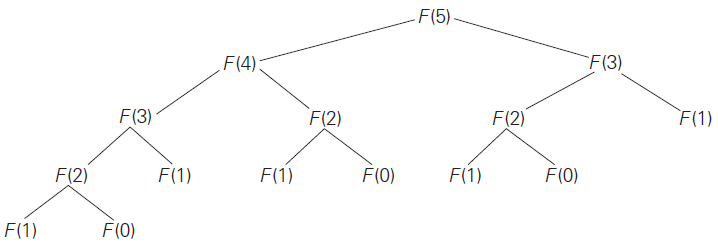 F(5)
F(4) F(3)
F(3) F(2) F(2) F(1)
F(2) F(1) F(1) F(0) F(1) F(0)
F(1) F(0)